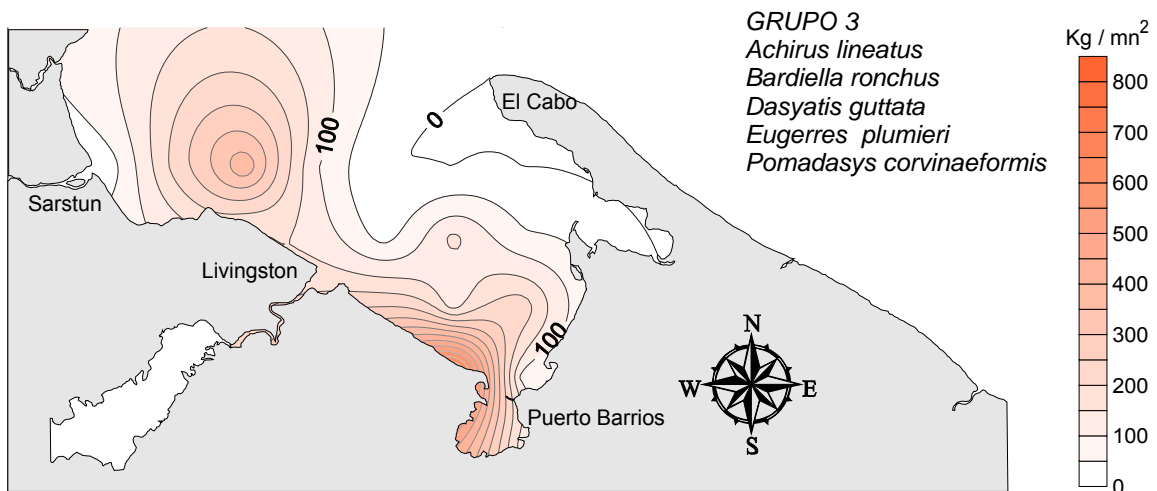 GRUPO 3
Achirus lineatus
Bardiella ronchus
Dasyatis guttata
Eugerres plumieri
Pomadasys corvinaeformis
Kg / mn²
800
700
600
500
400
300
200
100
0
El Cabo
0
100
Sarstun
Livingston
100
Puerto Barrios
N
W
E
S